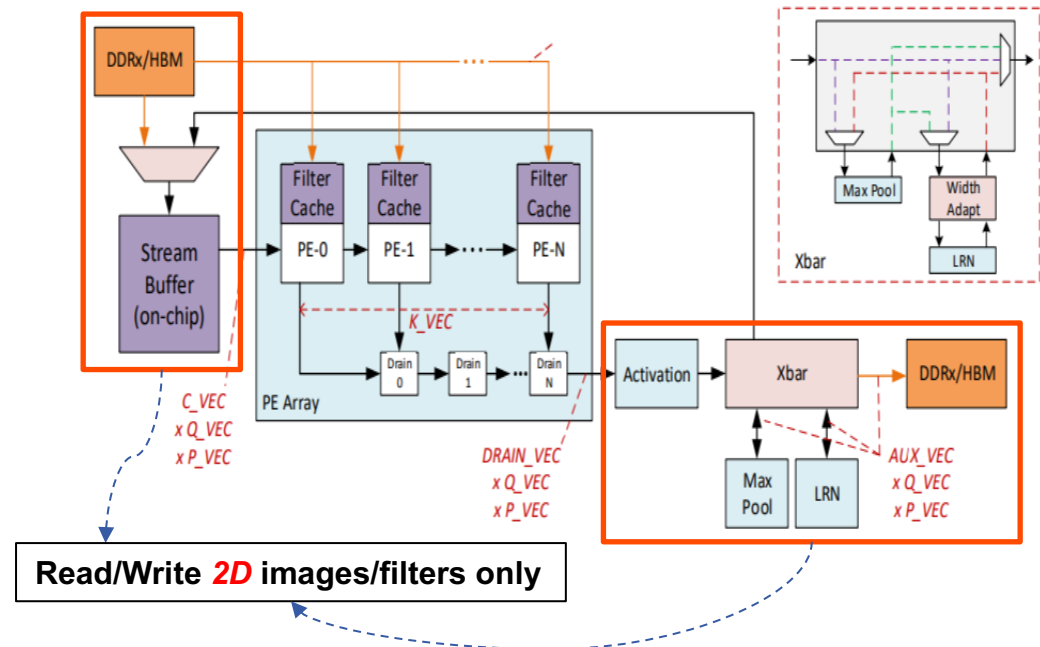 DDRx/HBM
Stream
Buffer
(on-chip)
Filter
Cache
PE-0
Filter
Cache
PE-1
Filter
Cache
PE-N
K_VEC
Drain
0
Drain
1
Drain
N
PE Array
C_VEC
x Q_VEC
x P_VEC
DRAIN_VEC
x Q_VEC
x P_VEC
Max Pool
Width
Adapt
LRN
Xbar
Activation
Xbar
DDRx/HBM
Max
Pool
LRN
AUX_VEC
x Q_VEC
x P_VEC
Read/Write 2D images/filters only